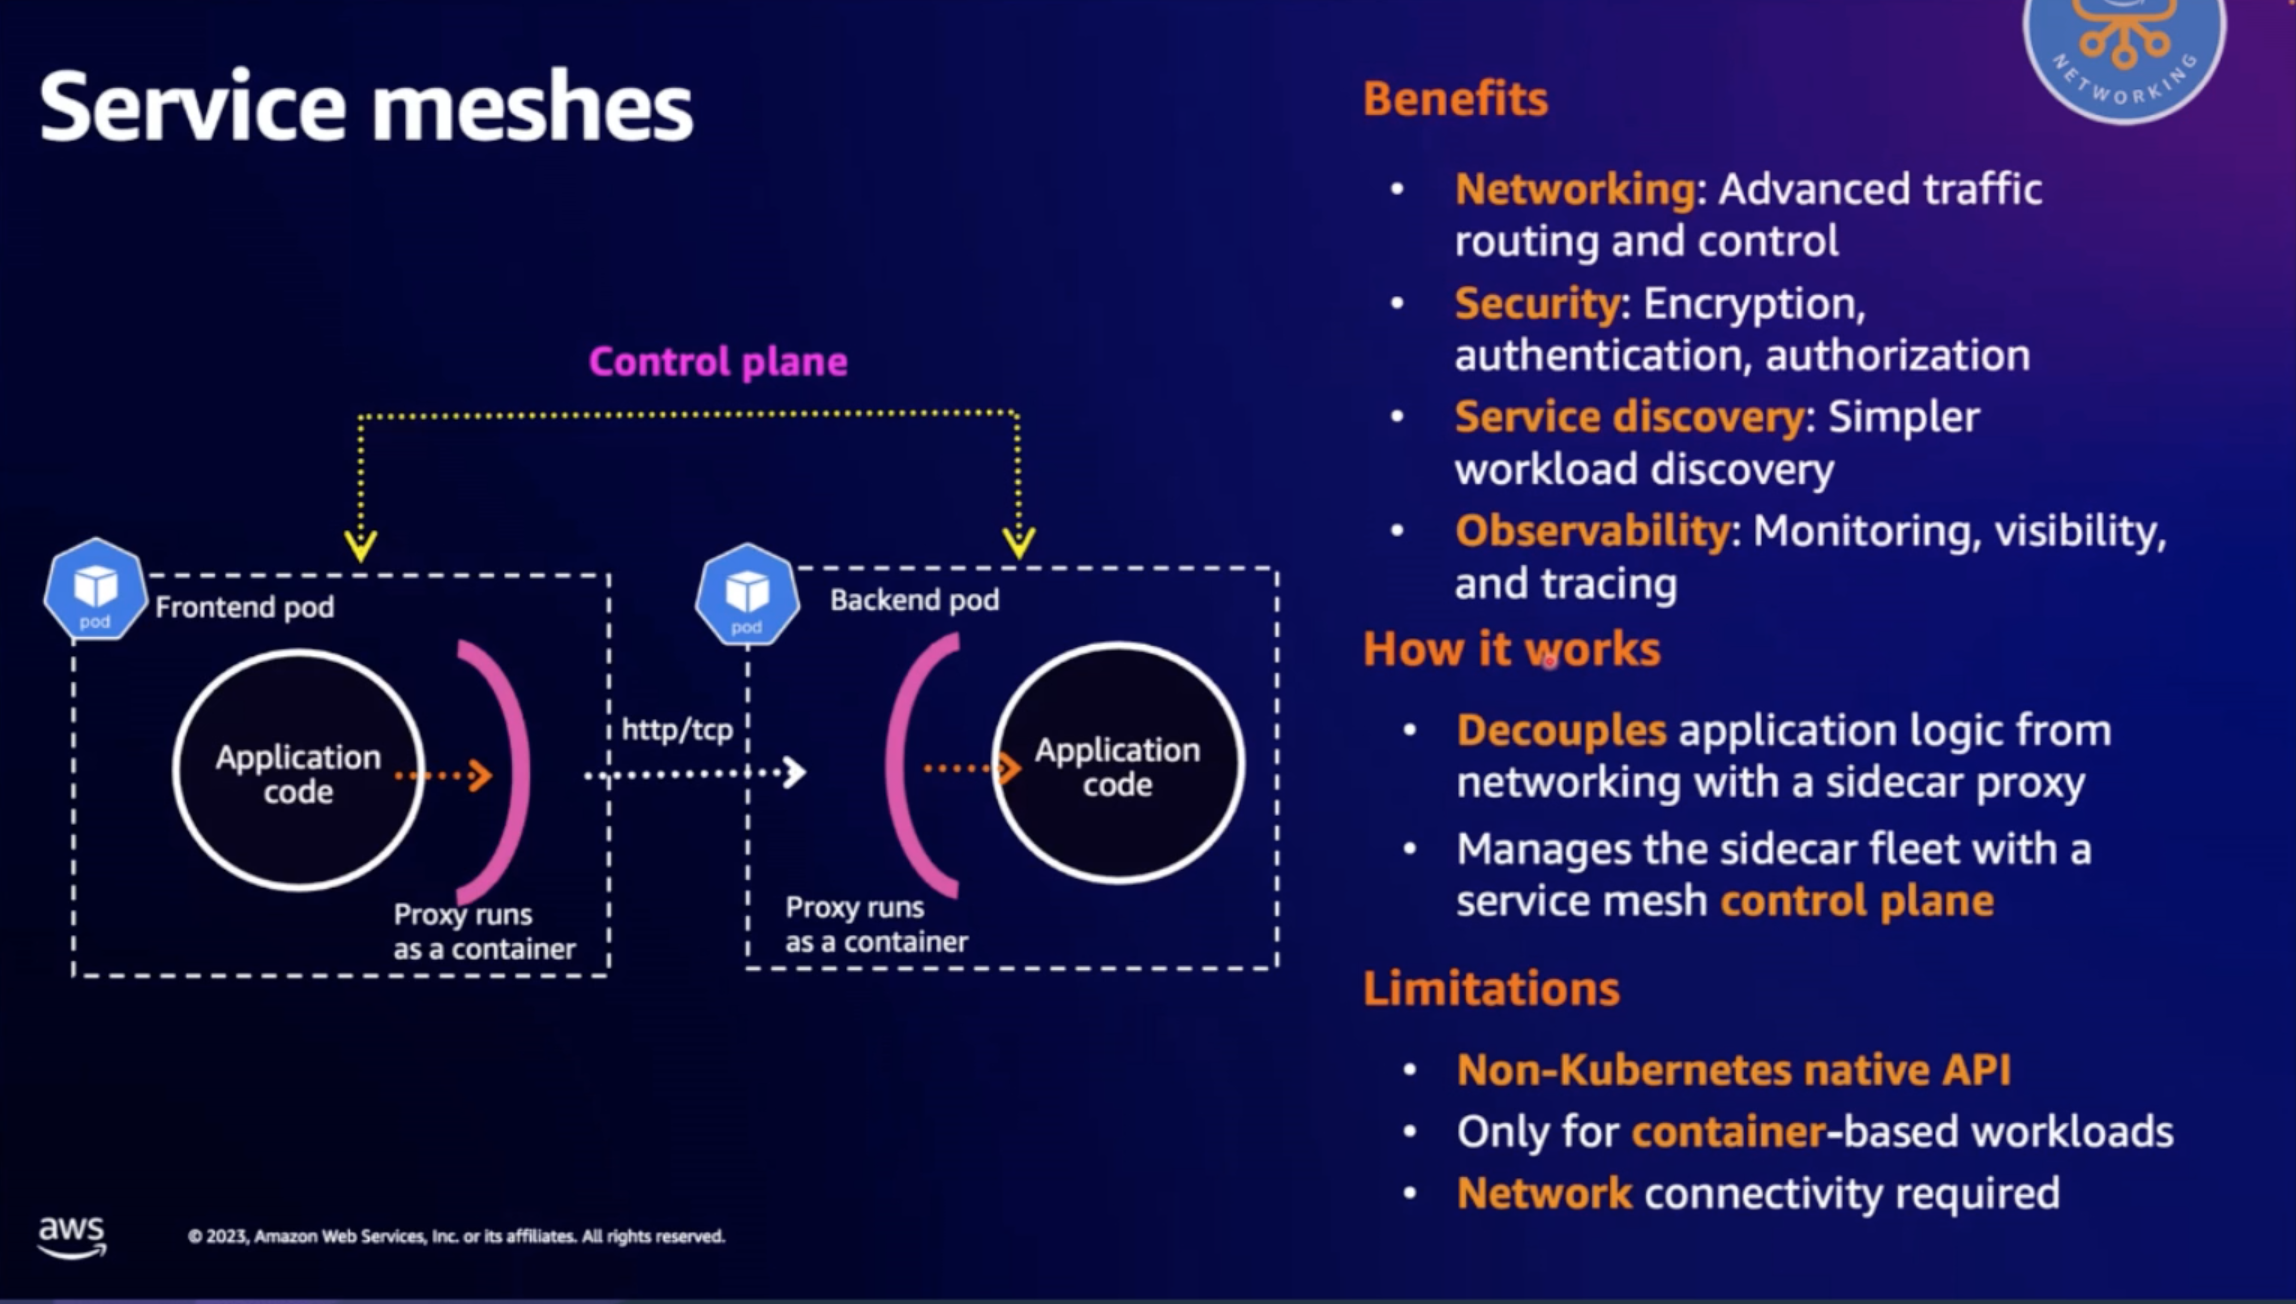 Service meshes
Control plane
pod
Frontend pod
Application
code
Proxy runs
as a container
http/tcp
pod
Backend pod
Application
code
Proxy runs
as a container
NETWORKING
Benefits
• Networking: Advanced traffic
routing and control
• Security: Encryption,
authentication, authorization
• Service discovery: Simpler
workload discovery
• Observability: Monitoring, visibility,
and tracing
How it works
• Decouples application logic from
networking with a sidecar proxy
• Manages the sidecar fleet with a
service mesh control plane
Limitations
• Non-Kubernetes native API
• Only for container-based workloads
• Network connectivity required
aws
© 2023, Amazon Web Services, Inc. or its affiliates. All rights reserved.